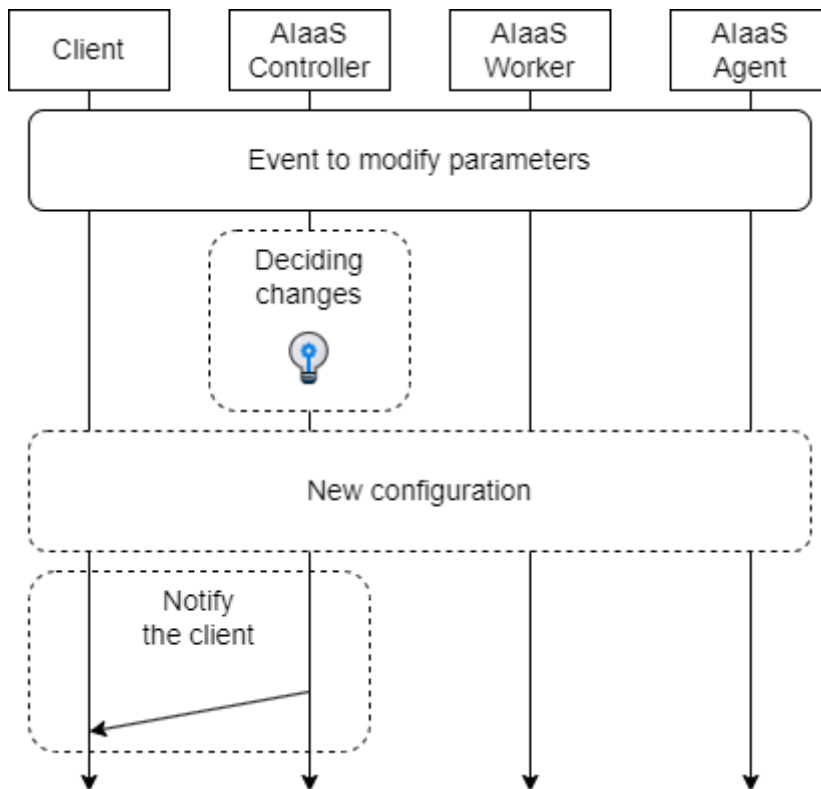 Client
AIaaS
Controller
AIaaS
Worker
AIaaS
Agent
Event to modify parameters
Deciding
changes
New configuration
Notify
the client